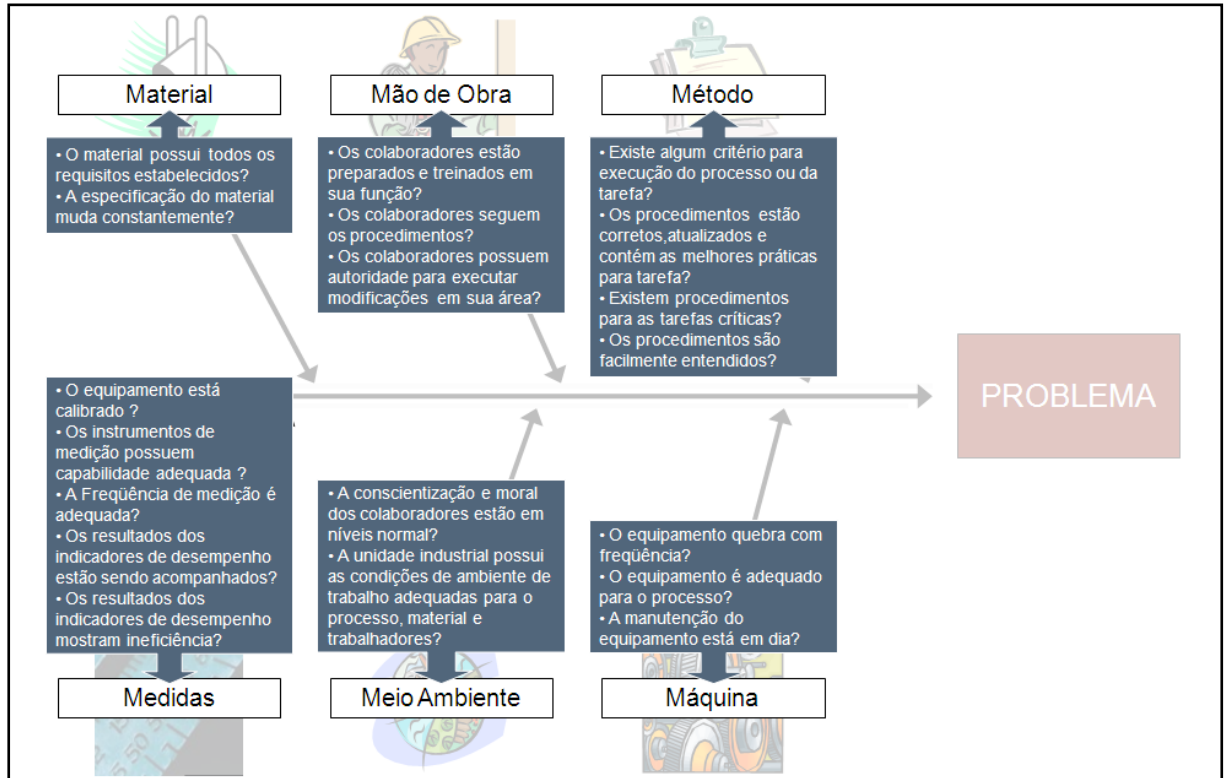 Material
• O material possui todos os
requisitos estabelecidos?
• A especificação do material
muda constantemente?
Mão de Obra
• Os colaboradores estão
preparados e treinados em
sua função?
• Os colaboradores seguem
os procedimentos?
• Os colaboradores possuem
autoridade para executar
modificações em sua área?
Método
• Existe algum critério para
execução do processo ou da
tarefa?
• Os procedimentos estão
corretos,atualizados e
contém as melhores práticas
para tarefa?
• Existem procedimentos
para as tarefas críticas?
• Os procedimentos são
facilmente entendidos?
PROBLEMA
• O equipamento está
calibrado ?
• Os instrumentos de
medição possuem
capabilidade adequada ?
• A Freqüência de medição é
adequada?
• Os resultados dos
indicadores de desempenho
estão sendo acompanhados?
• Os resultados dos
indicadores de desempenho
mostram ineficiência?
Medidas
• A conscientização e moral
dos colaboradores estão em
níveis normal?
• A unidade industrial possui
as condições de ambiente de
trabalho adequadas para o
processo, material e
trabalhadores?
Meio Ambiente
• O equipamento quebra com
freqüência?
• O equipamento é adequado
para o processo?
• A manutenção do
equipamento está em dia?
Máquina